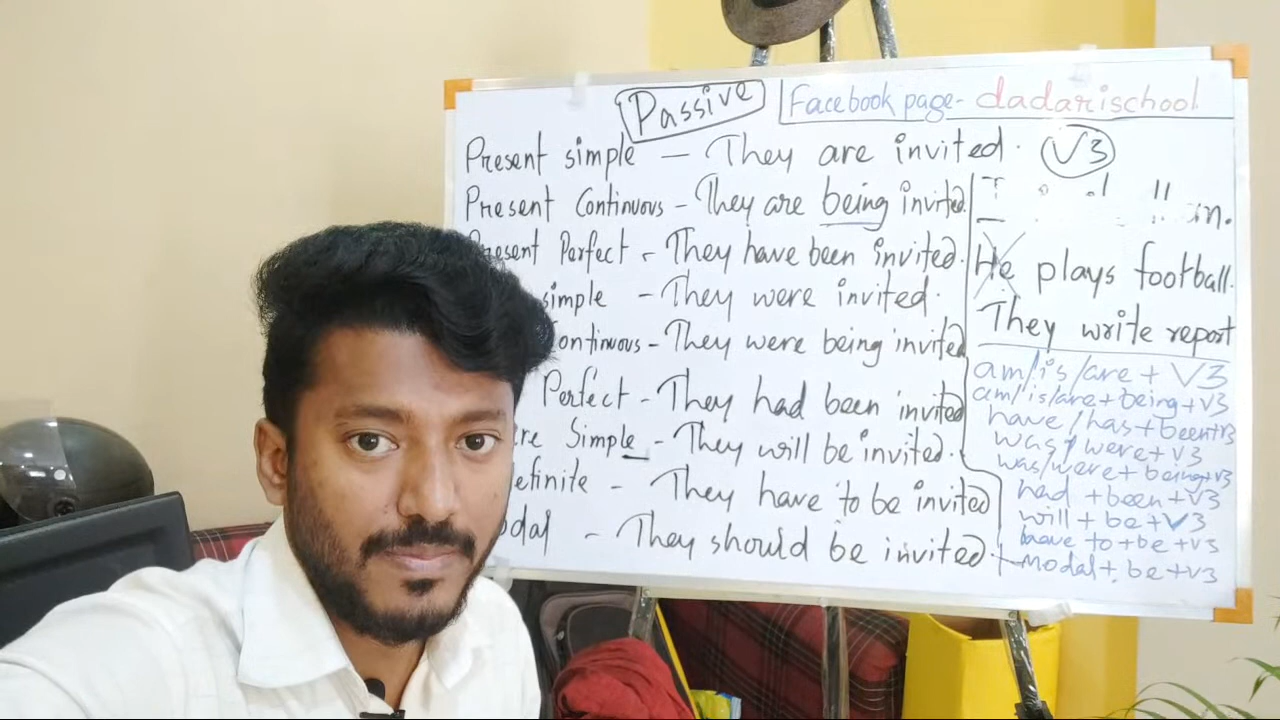 Passive
Facebook page- dadarischool
Present simple — They are invited. V3
Present Continuous - They are being invited.
Present Perfect - They have been invited.
simple - They were invited.
ontinuous - They were being invited
Perfect - They had been invited
re Simple - They will be invited.
efinite - They have to be invited
odal - They should be invited.
He plays football.
They write report
am/is/are + V3
am/is/are+being+V3
have/has+been+V3
was/were+V3
was/were+being+v3
had +been+V3
will+be+V3
have to+be+V3
modal+be+V3